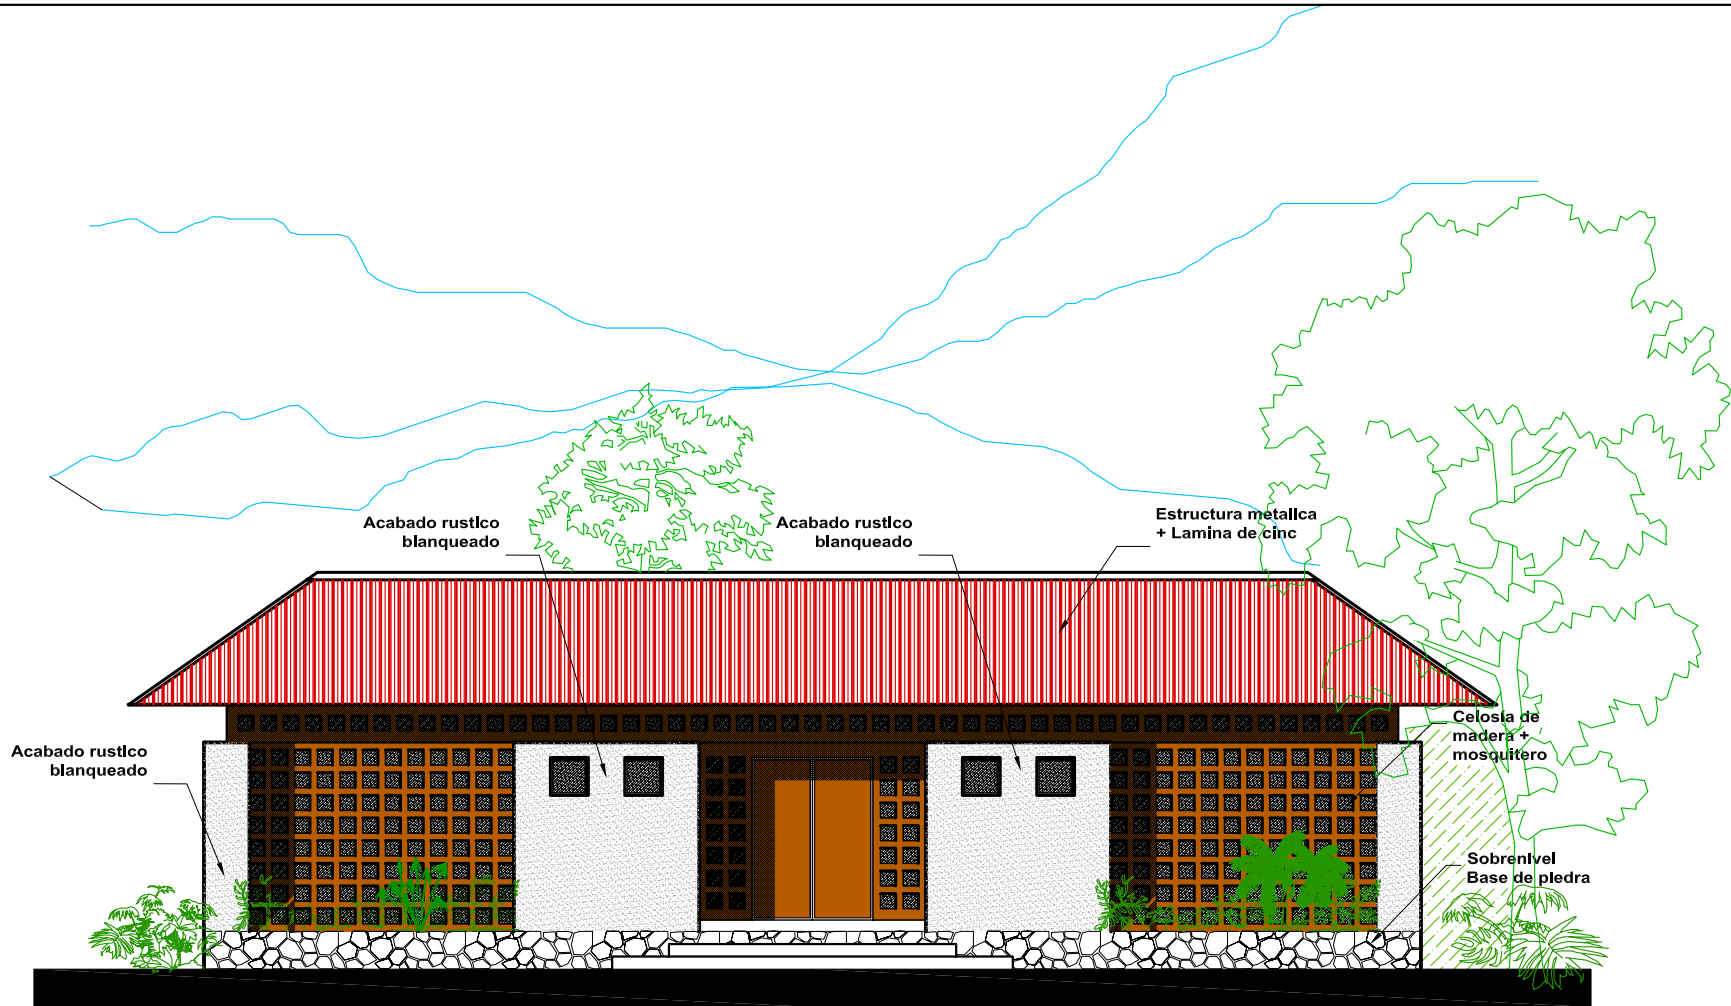 Acabado rustico
blanqueado
Acabado rustico
blanqueado
Estructura metalica
+ Lamina de cinc
Acabado rustico
blanqueado
Celosia de
madera +
mosquitero
Sobrenivel
Base de piedra